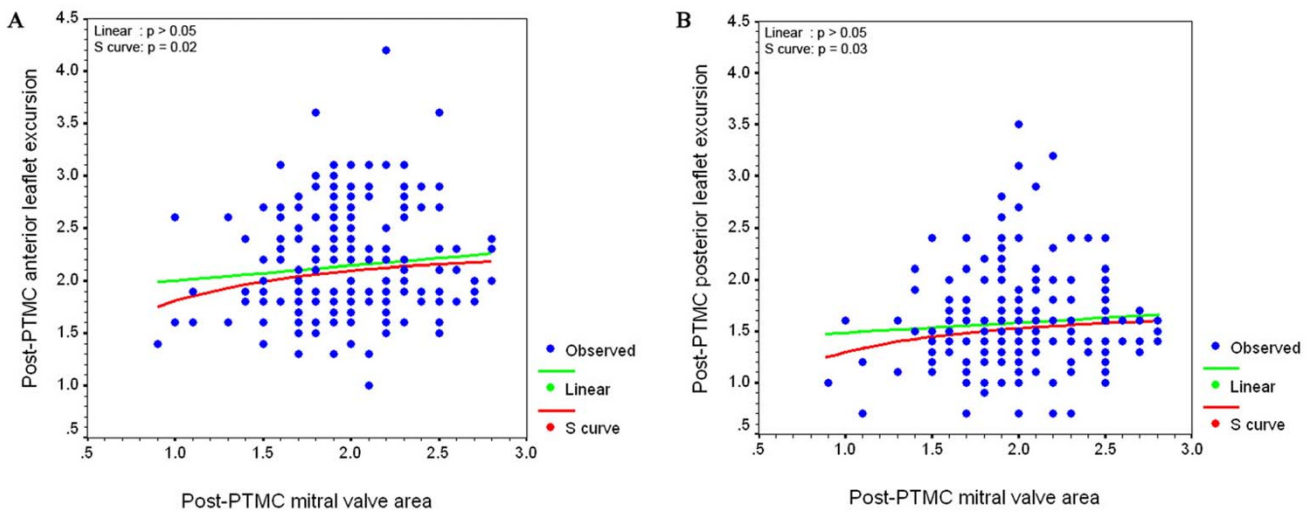 A
Linear : p > 0.05
S curve: p = 0.02
Post-PTMC anterior leaflet excursion
4.5
4.0
3.5
3.0
2.5
2.0
1.5
1.0
.5
.5 1.0 1.5 2.0 2.5 3.0
Post-PTMC mitral valve area
Observed
Linear
S curve
B
Linear : p > 0.05
S curve: p = 0.03
Post-PTMC posterior leaflet excursion
4.5
4.0
3.5
3.0
2.5
2.0
1.5
1.0
.5
.5 1.0 1.5 2.0 2.5 3.0
Post-PTMC mitral valve area
Observed
Linear
S curve